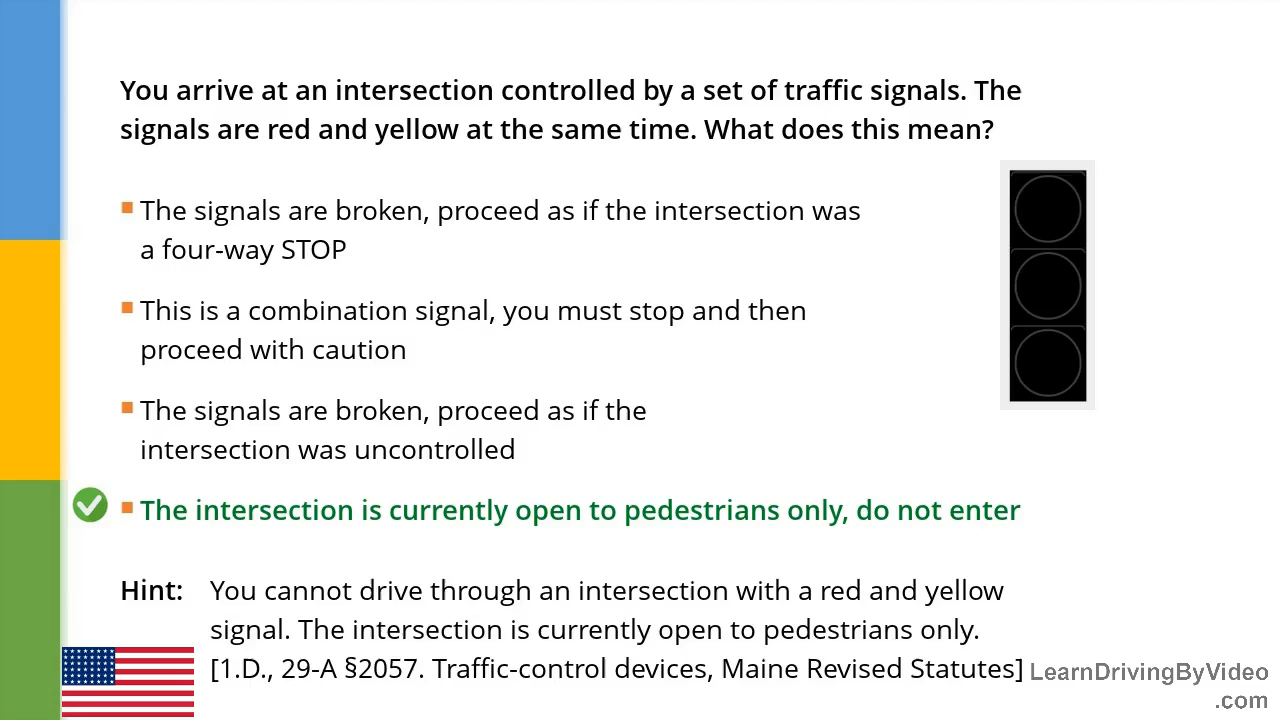 You arrive at an intersection controlled by a set of traffic signals. The
signals are red and yellow at the same time. What does this mean?
The signals are broken, proceed as if the intersection was
a four-way STOP
This is a combination signal, you must stop and then
proceed with caution
The signals are broken, proceed as if the
intersection was uncontrolled
The intersection is currently open to pedestrians only, do not enter
Hint: You cannot drive through an intersection with a red and yellow
signal. The intersection is currently open to pedestrians only.
[1.D., 29-A §2057. Traffic-control devices, Maine Revised Statutes]
LearnDrivingByVideo
.com